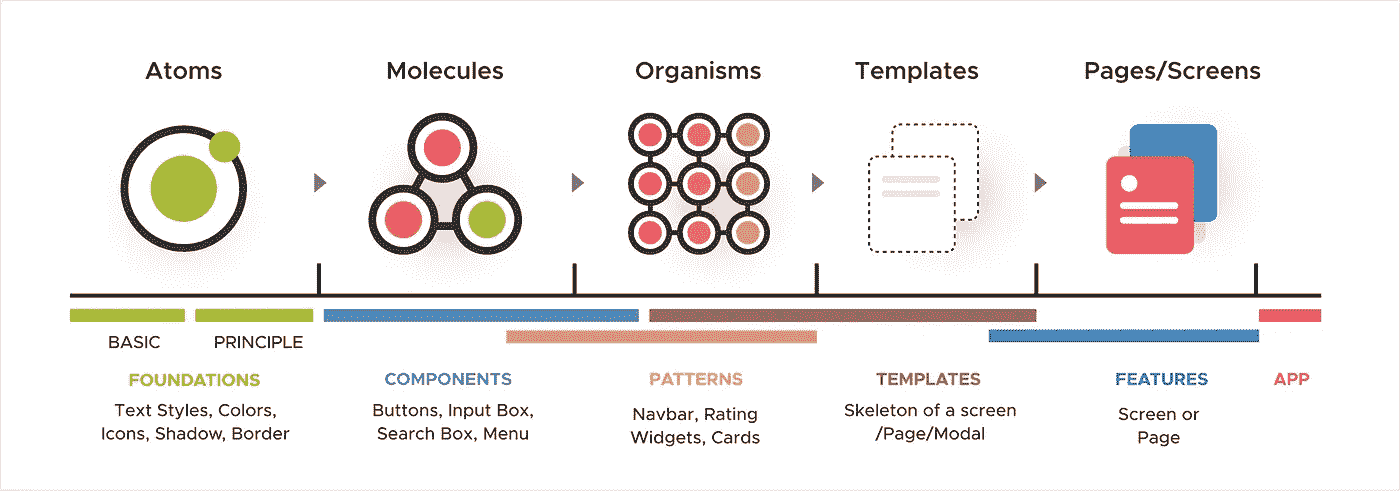 Atoms
Molecules
Organisms
Templates
Pages/Screens
BASIC
PRINCIPLE
FOUNDATIONS
COMPONENTS
PATTERNS
TEMPLATES
FEATURES
APP
Text Styles, Colors,
Icons, Shadow, Border
Buttons, Input Box,
Search Box, Menu
Navbar, Rating
Widgets, Cards
Skeleton of a screen
/Page/Modal
Screen or
Page